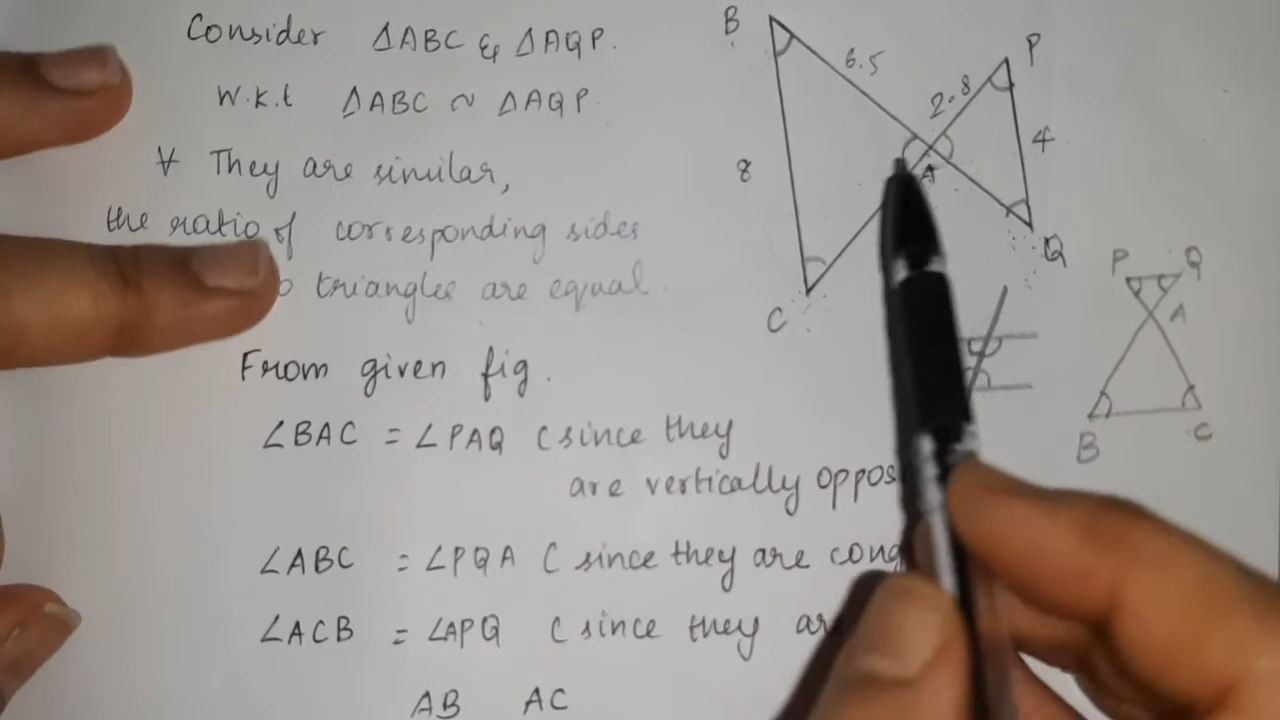 Consider ΔABC & ΔAQP.
W.k.t ΔABC ~ ΔAQP.
∀ They are similar,
the ratio of corresponding sides
triangles are equal.
From given fig.
∠BAC = ∠PAQ (since they
are vertically oppos
∠ABC = ∠PQA (since they are cong
∠ACB = ∠APQ (since they ar
AB AC
B
6.5
P
2.8
8
4
A
Q
C
P Q
A
B C